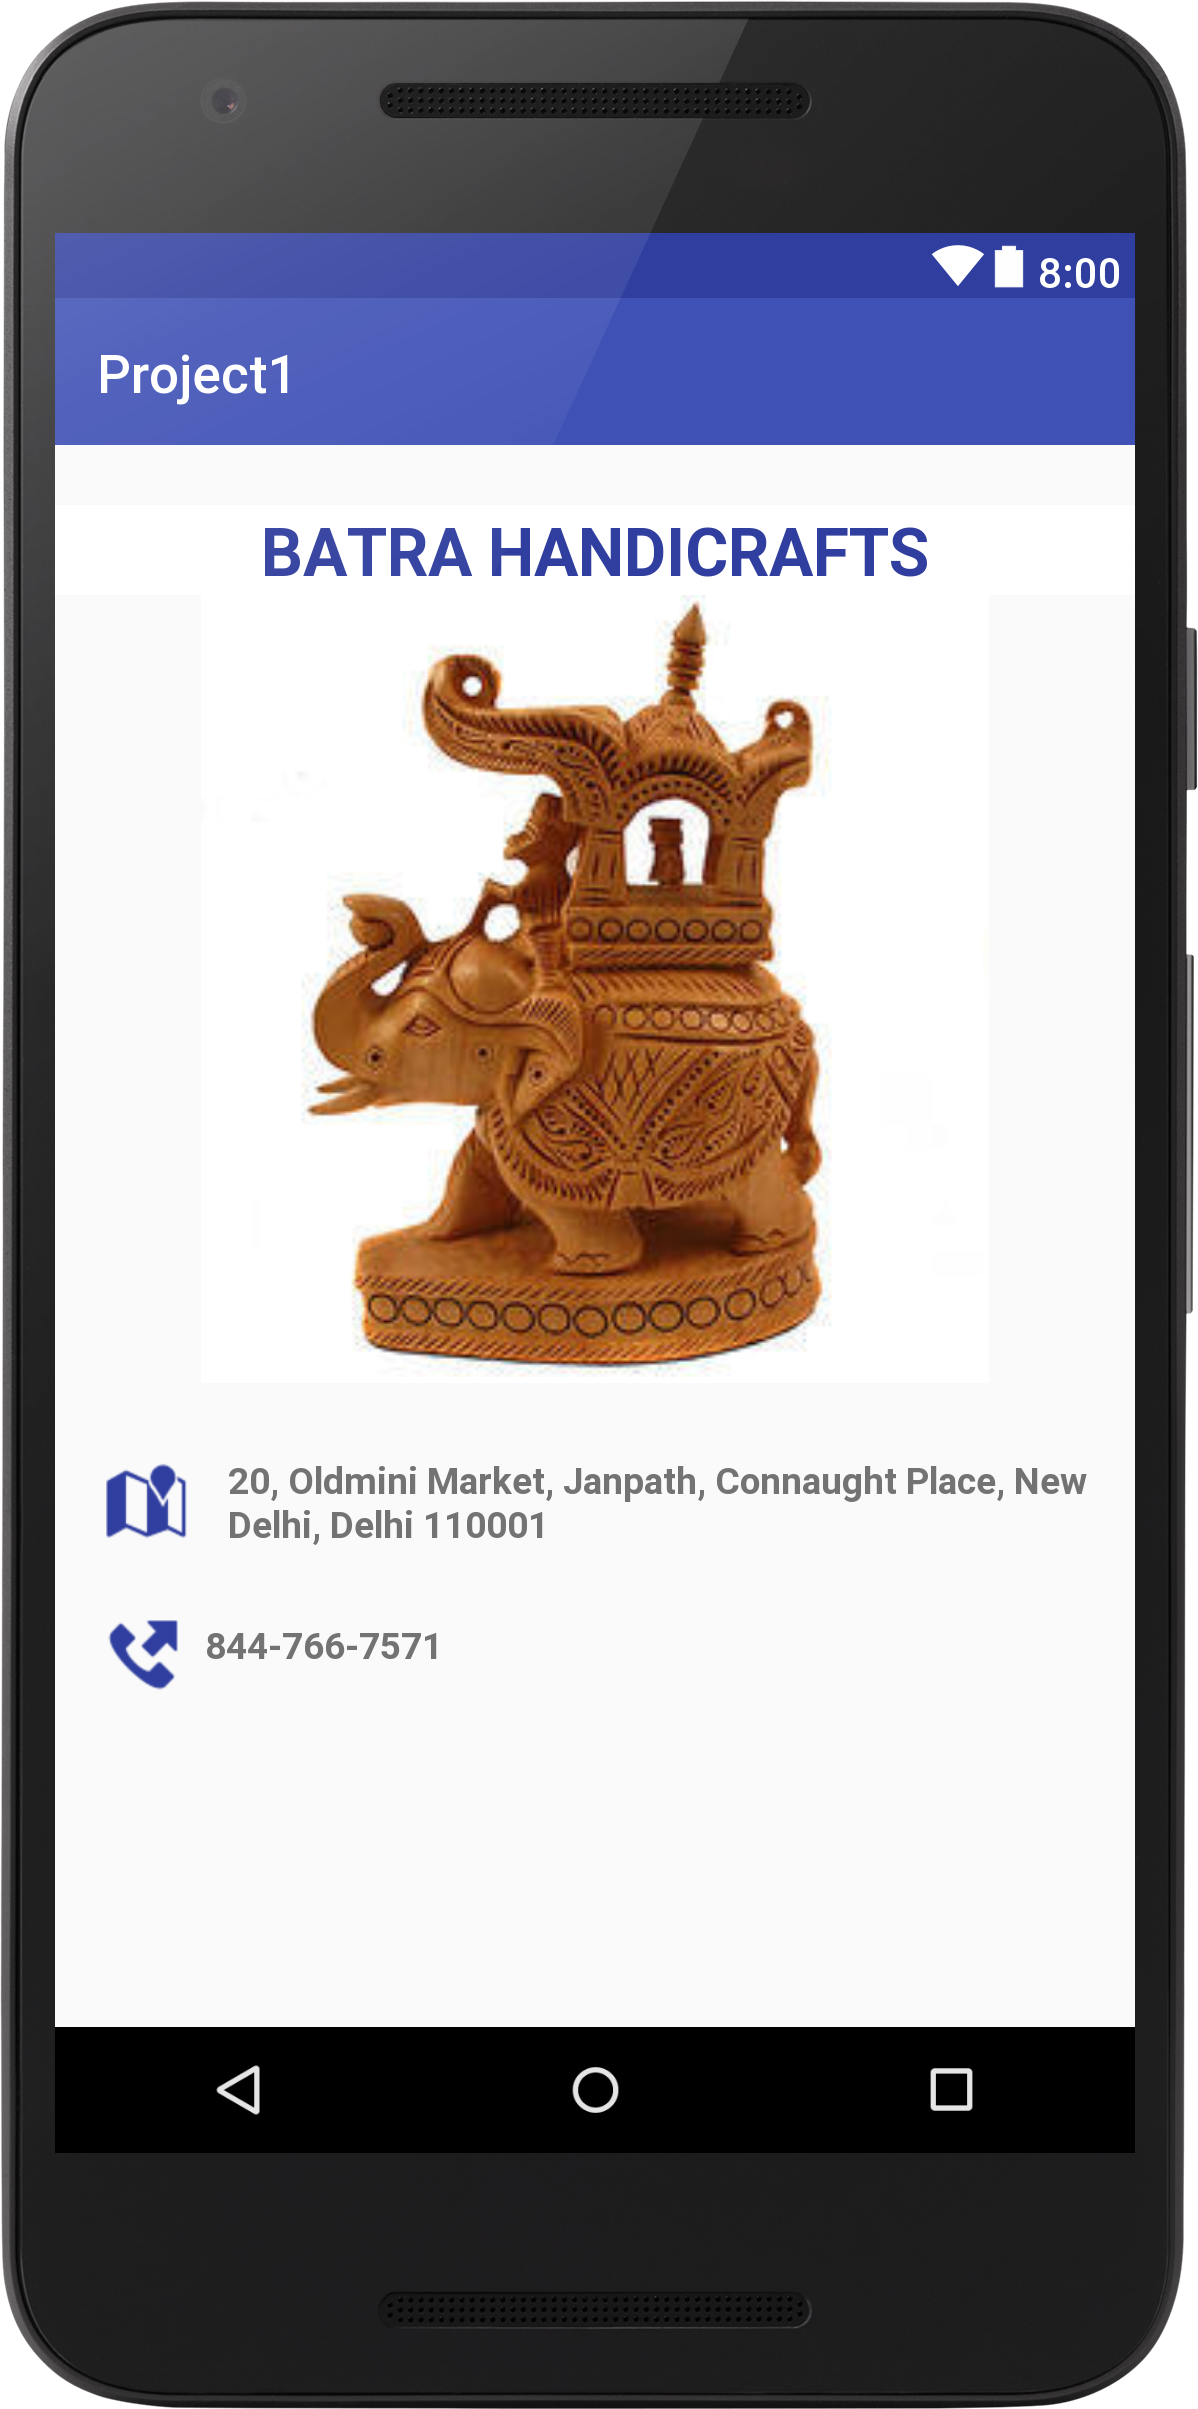 8:00
Project1
BATRA HANDICRAFTS
20, Oldmini Market, Janpath, Connaught Place, New
Delhi, Delhi 110001
844-766-7571